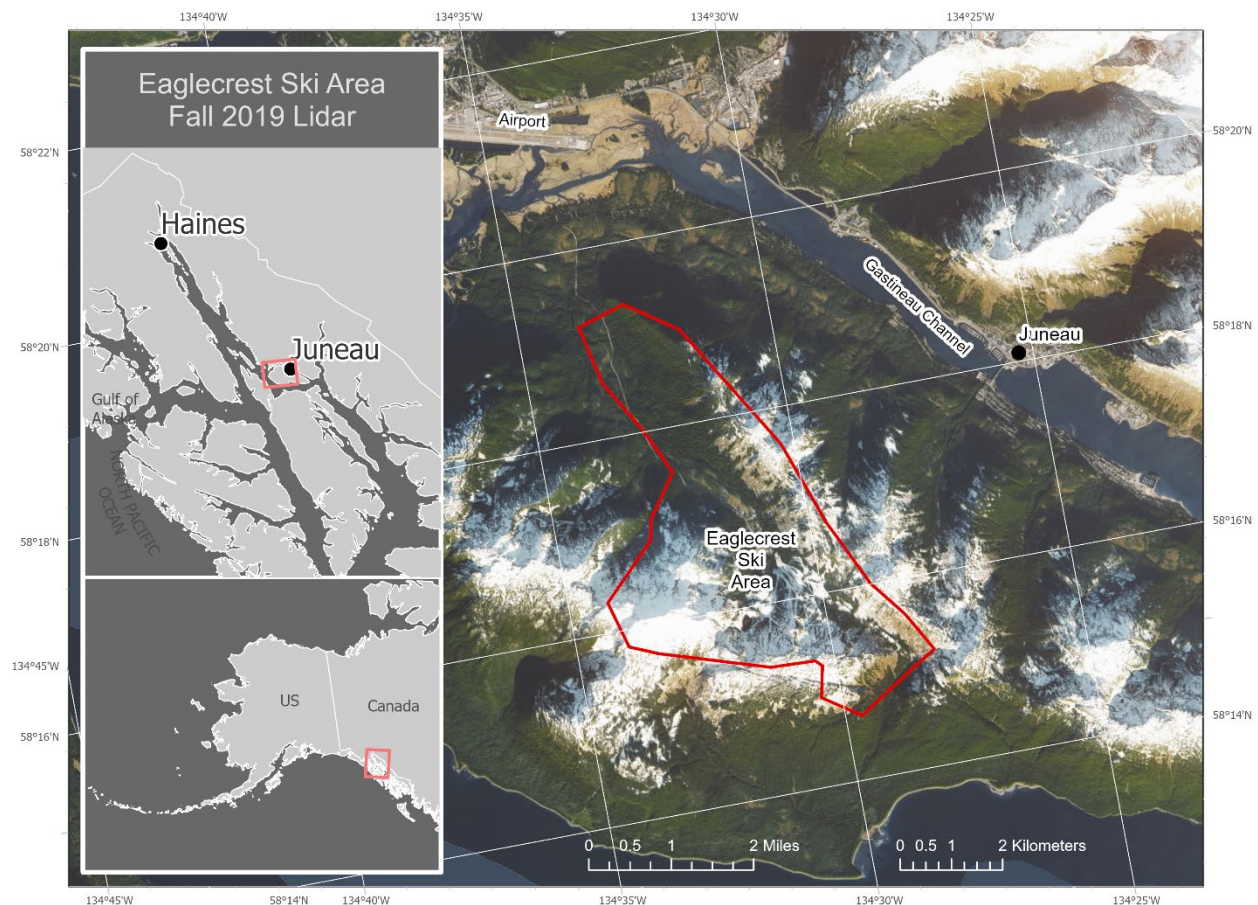 134°40'W
134°35'W
134°30'W
134°25'W
Eaglecrest Ski Area
Fall 2019 Lidar
58°22'N
58°20'N
58°18'N
58°16'N
134°45'W
58°16'N
Haines
Juneau
Gulf of
Alaska
NORTH PACIFIC
OCEAN
US
Canada
Airport
Gastineau Channel
Juneau
Eaglecrest
Ski
Area
0 0.5 1 2 Miles
0 0.5 1 2 Kilometers
58°20'N
58°18'N
58°16'N
58°14'N
134°45'W
58°14'N
134°40'W
134°35'W
134°30'W
134°25'W